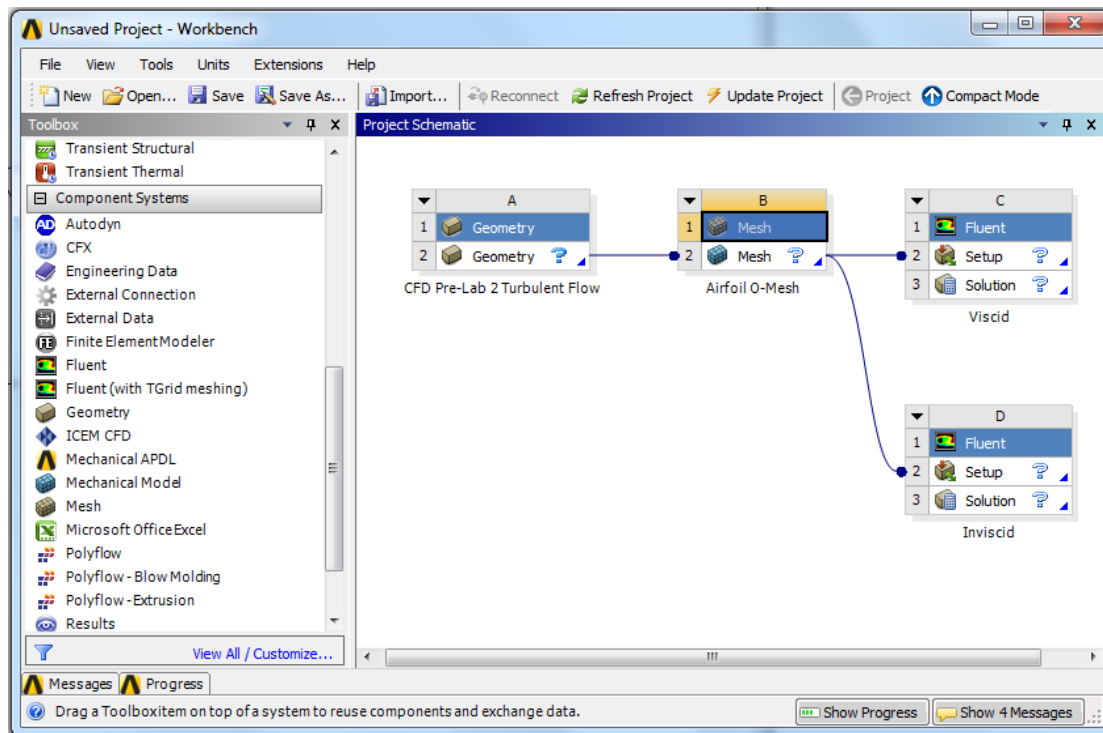 Unsaved Project - Workbench
File View Tools Units Extensions Help
New Open... Save Save As... Import... Reconnect Refresh Project Update Project Project Compact Mode
Toolbox
Transient Structural
Transient Thermal
Component Systems
AD Autodyn
CFX
Engineering Data
External Connection
External Data
FE Finite Element Modeler
Fluent
Fluent (with TGrid meshing)
Geometry
ICEM CFD
Mechanical APDL
Mechanical Model
Mesh
Microsoft Office Excel
Polyflow
Polyflow - Blow Molding
Polyflow - Extrusion
Results
View All / Customize...
Project Schematic
A
1 Geometry
2 Geometry ?
CFD Pre-Lab 2 Turbulent Flow
B
1 Mesh
2 Mesh ?
Airfoil O-Mesh
C
1 Fluent
2 Setup ?
3 Solution ?
Viscid
D
1 Fluent
2 Setup ?
3 Solution ?
Inviscid
Messages Progress
Drag a Toolbox item on top of a system to reuse components and exchange data.
Show Progress Show 4 Messages